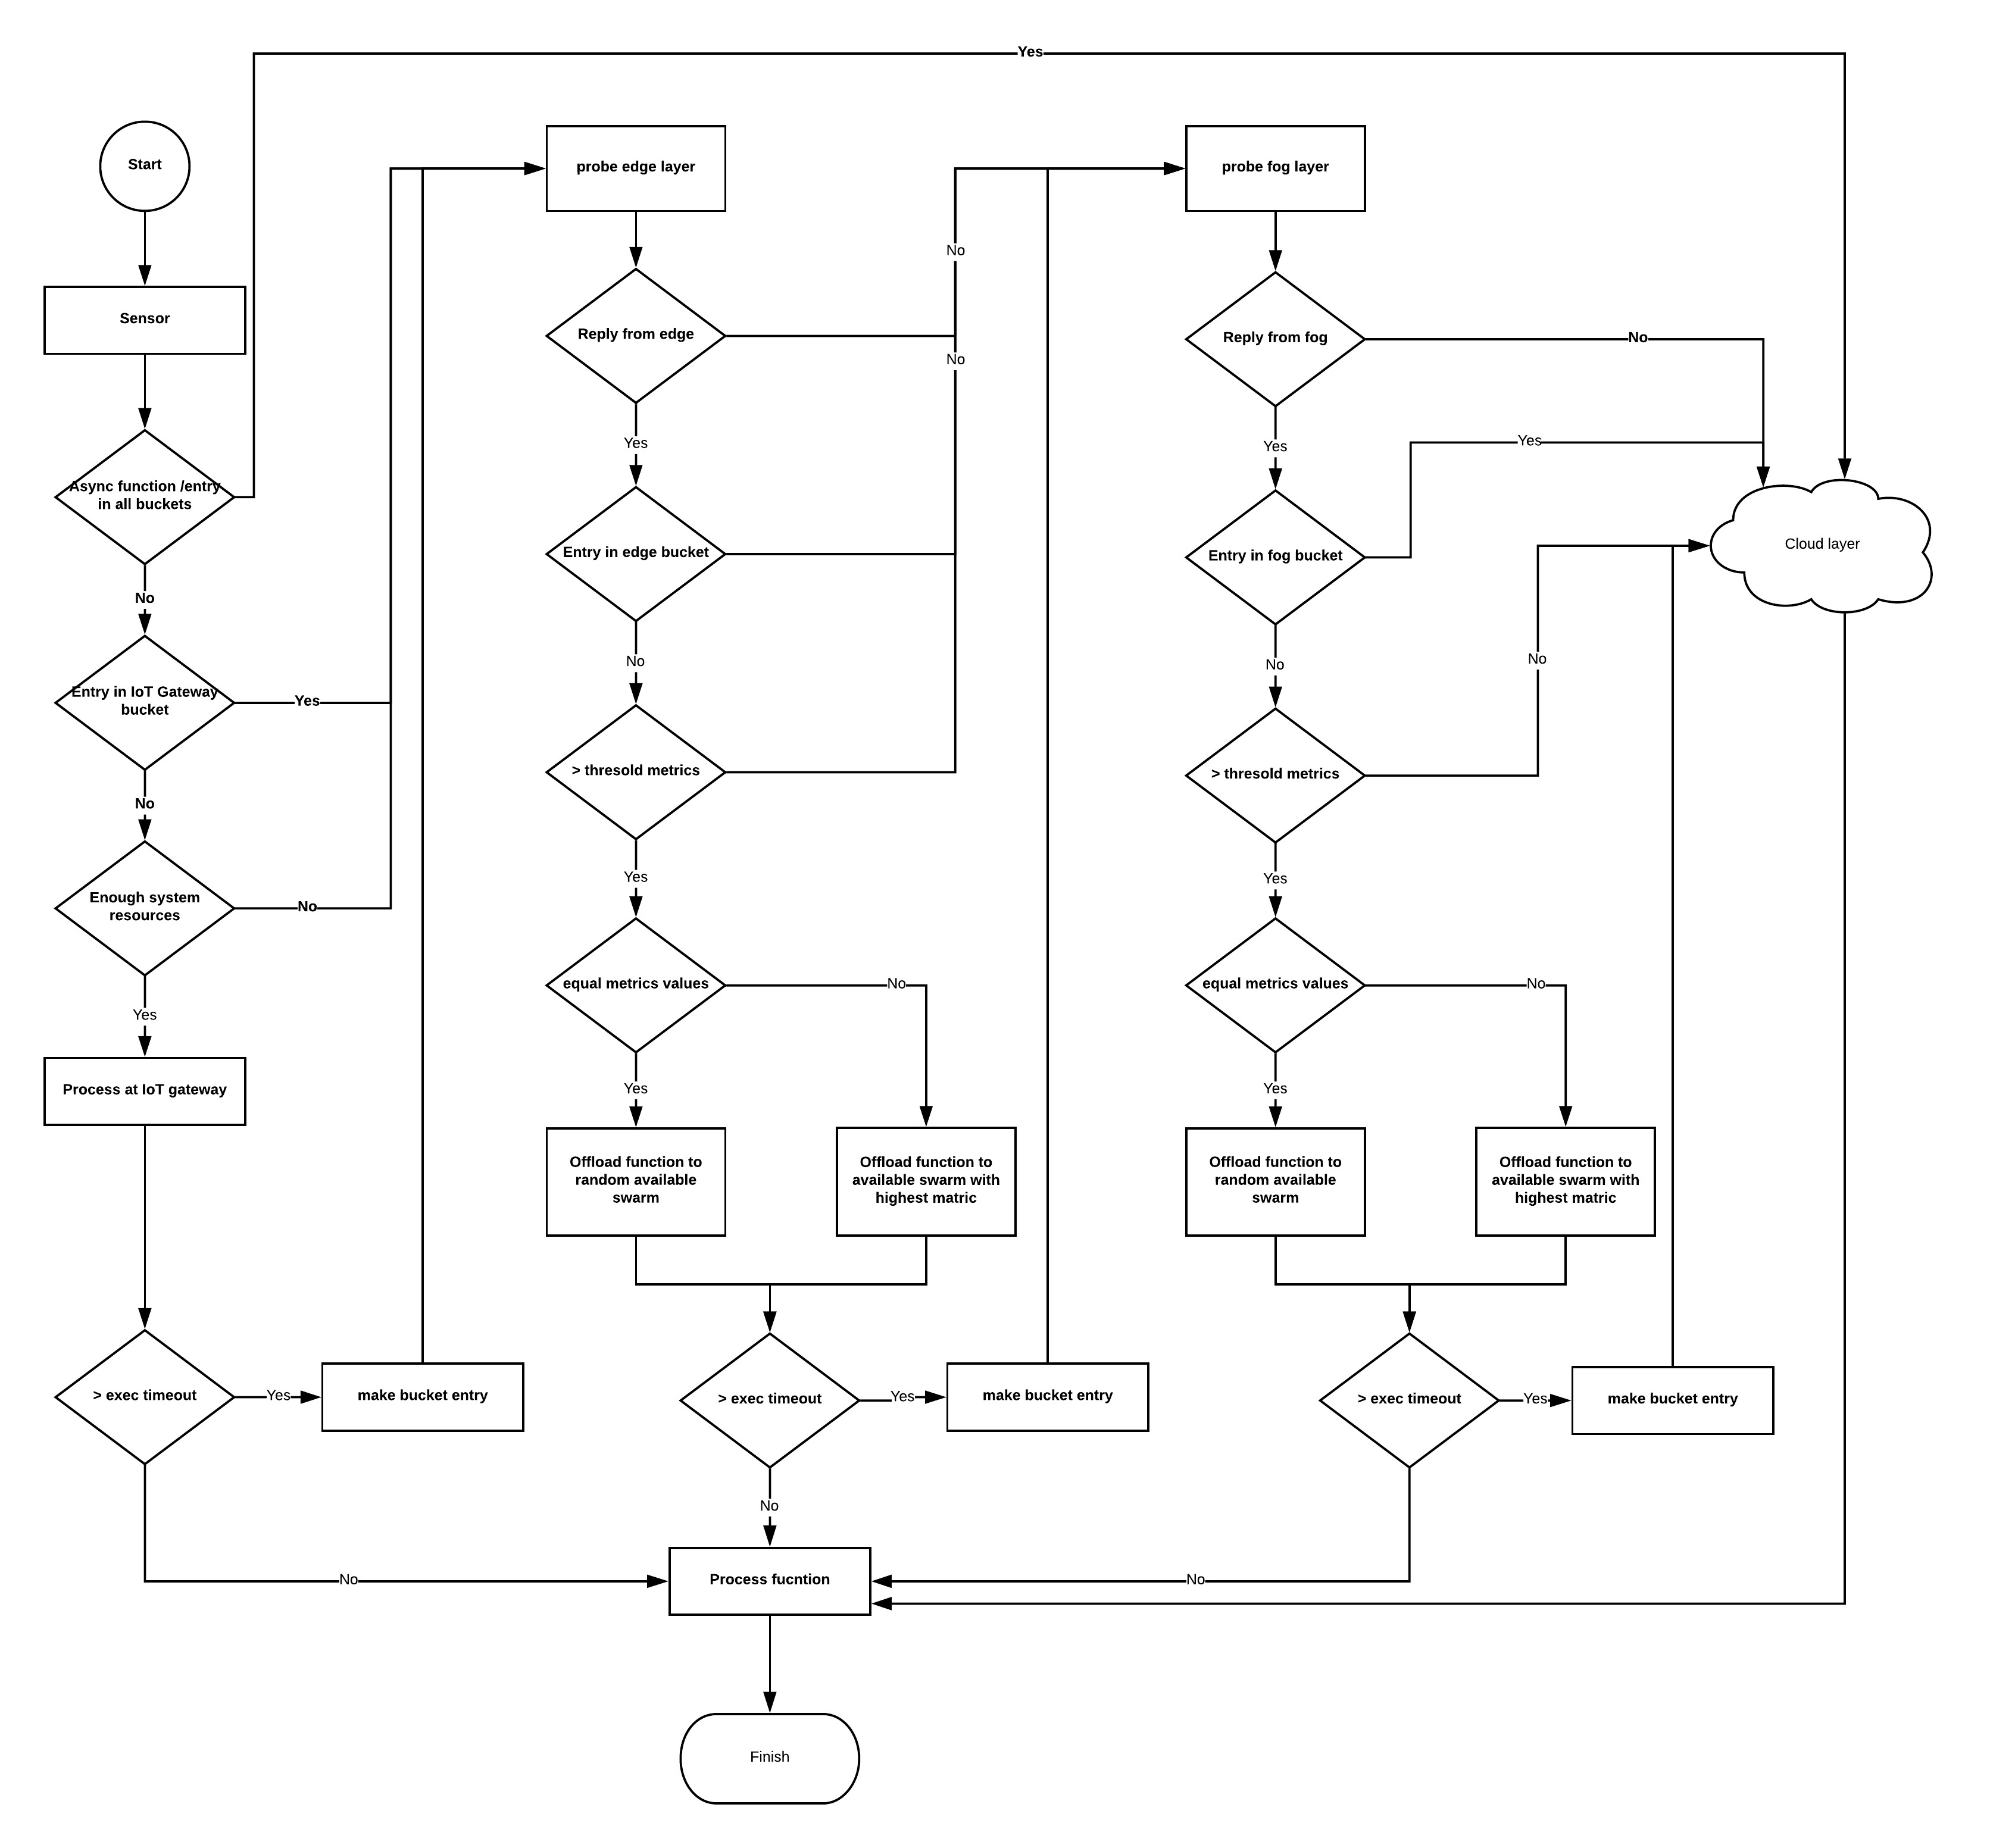 Yes
Start
Sensor
Async function /entry
in all buckets
No
Entry in IoT Gateway
bucket
Yes
No
Enough system
resources
No
Yes
Process at IoT gateway
> exec timeout
Yes
make bucket entry
No
probe edge layer
Reply from edge
No
Yes
No
Entry in edge bucket
No
> thresold metrics
Yes
equal metrics values
No
Yes
Offload function to
random available
swarm
Offload function to
available swarm with
highest matric
> exec timeout
Yes
make bucket entry
No
probe fog layer
Reply from fog
No
Yes
Yes
Entry in fog bucket
No
No
> thresold metrics
Yes
equal metrics values
No
Yes
Offload function to
random available
swarm
Offload function to
available swarm with
highest matric
> exec timeout
Yes
make bucket entry
No
Cloud layer
Process fucntion
Finish